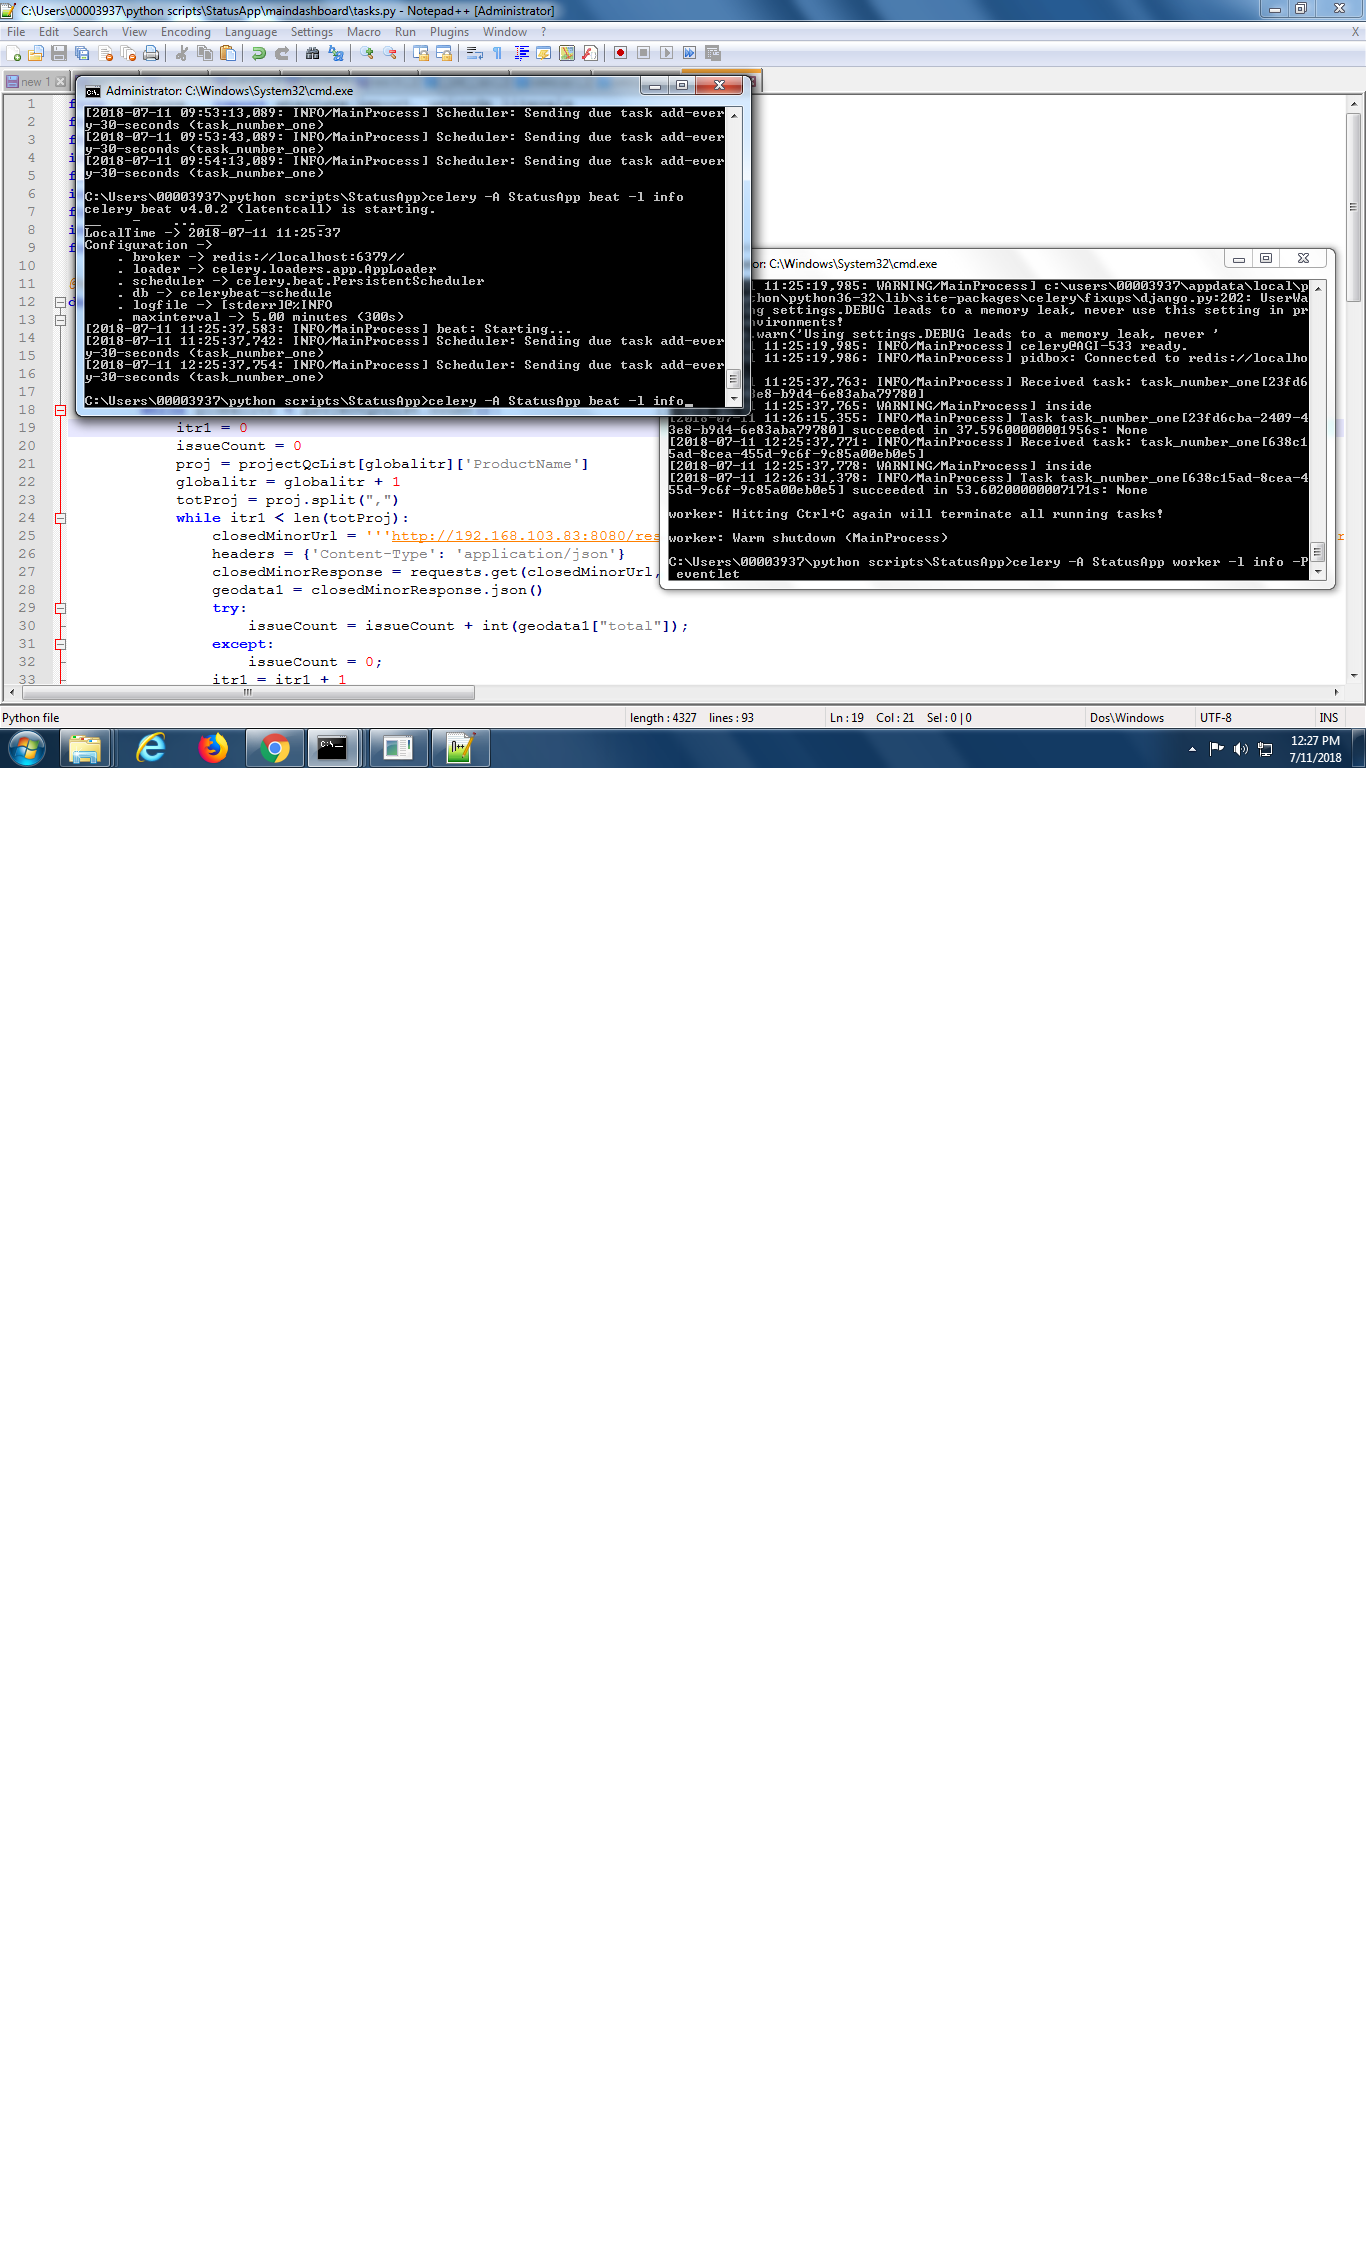 C:\Users\00003937\python scripts\StatusApp\maindashboard\tasks.py - Notepad++ [Administrator]
File Edit Search View Encoding Language Settings Macro Run Plugins Window ? X
new 1
Administrator: C:\Windows\System32\cmd.exe
[2018-07-11 09:53:13,089: INFO/MainProcess] Scheduler: Sending due task add-ever
y-30-seconds (task_number_one)
[2018-07-11 09:53:43,089: INFO/MainProcess] Scheduler: Sending due task add-ever
y-30-seconds (task_number_one)
[2018-07-11 09:54:13,089: INFO/MainProcess] Scheduler: Sending due task add-ever
y-30-seconds (task_number_one)
C:\Users\00003937\python scripts\StatusApp>celery -A StatusApp beat -l info
celery beat v4.0.2 (latentcall) is starting.
__    -    ... __   -        _
LocalTime -> 2018-07-11 11:25:37
Configuration ->
. broker -> redis://localhost:6379//
. loader -> celery.loaders.app.AppLoader
. scheduler -> celery.beat.PersistentScheduler
. db -> celerybeat-schedule
. logfile -> [stderr]@%INFO
. maxinterval -> 5.00 minutes (300s)
[2018-07-11 11:25:37,583: INFO/MainProcess] beat: Starting...
[2018-07-11 11:25:37,742: INFO/MainProcess] Scheduler: Sending due task add-ever
y-30-seconds (task_number_one)
[2018-07-11 12:25:37,754: INFO/MainProcess] Scheduler: Sending due task add-ever
y-30-seconds (task_number_one)
C:\Users\00003937\python scripts\StatusApp>celery -A StatusApp beat -l info_
or: C:\Windows\System32\cmd.exe
11:25:19,985: WARNING/MainProcess] c:\users\00003937\appdata\local\p
thon\python36-32\lib\site-packages\celery\fixups\django.py:202: UserWa
g settings.DEBUG leads to a memory leak, never use this setting in pr
vironments!
warn('Using settings.DEBUG leads to a memory leak, never '
11:25:19,985: INFO/MainProcess] celery@AGI-533 ready.
11:25:19,986: INFO/MainProcess] pidbox: Connected to redis://localho
11:25:37,763: INFO/MainProcess] Received task: task_number_one[23fd6
3e8-b9d4-6e83aba79780]
11:25:37,765: WARNING/MainProcess] inside
[2018-07-11 11:26:15,355: INFO/MainProcess] Task task_number_one[23fd6cba-2409-4
3e8-b9d4-6e83aba79780] succeeded in 37.59600000001956s: None
[2018-07-11 12:25:37,771: INFO/MainProcess] Received task: task_number_one[638c1
5ad-8cea-455d-9c6f-9c85a00eb0e5]
[2018-07-11 12:25:37,778: WARNING/MainProcess] inside
[2018-07-11 12:26:31,378: INFO/MainProcess] Task task_number_one[638c15ad-8cea-4
55d-9c6f-9c85a00eb0e5] succeeded in 53.60200000007171s: None
worker: Hitting Ctrl+C again will terminate all running tasks!
worker: Warm shutdown (MainProcess)
C:\Users\00003937\python scripts\StatusApp>celery -A StatusApp worker -l info -P
eventlet
1
2
3
4
5
6
7
8
9
10
11
12
13
14
15
16
17
18
19 itr1 = 0
20 issueCount = 0
21 proj = projectQcList[globalitr]['ProductName']
22 globalitr = globalitr + 1
23 totProj = proj.split(",")
24 while itr1 < len(totProj):
25 closedMinorUrl = '''http://192.168.103.83:8080/res
26 headers = {'Content-Type': 'application/json'}
27 closedMinorResponse = requests.get(closedMinorUrl,
28 geodata1 = closedMinorResponse.json()
29 try:
30 issueCount = issueCount + int(geodata1["total"]);
31 except:
32 issueCount = 0;
33 itr1 = itr1 + 1
Python file length : 4327 lines : 93 Ln : 19 Col : 21 Sel : 0 | 0 Dos\Windows UTF-8 INS
12:27 PM
7/11/2018